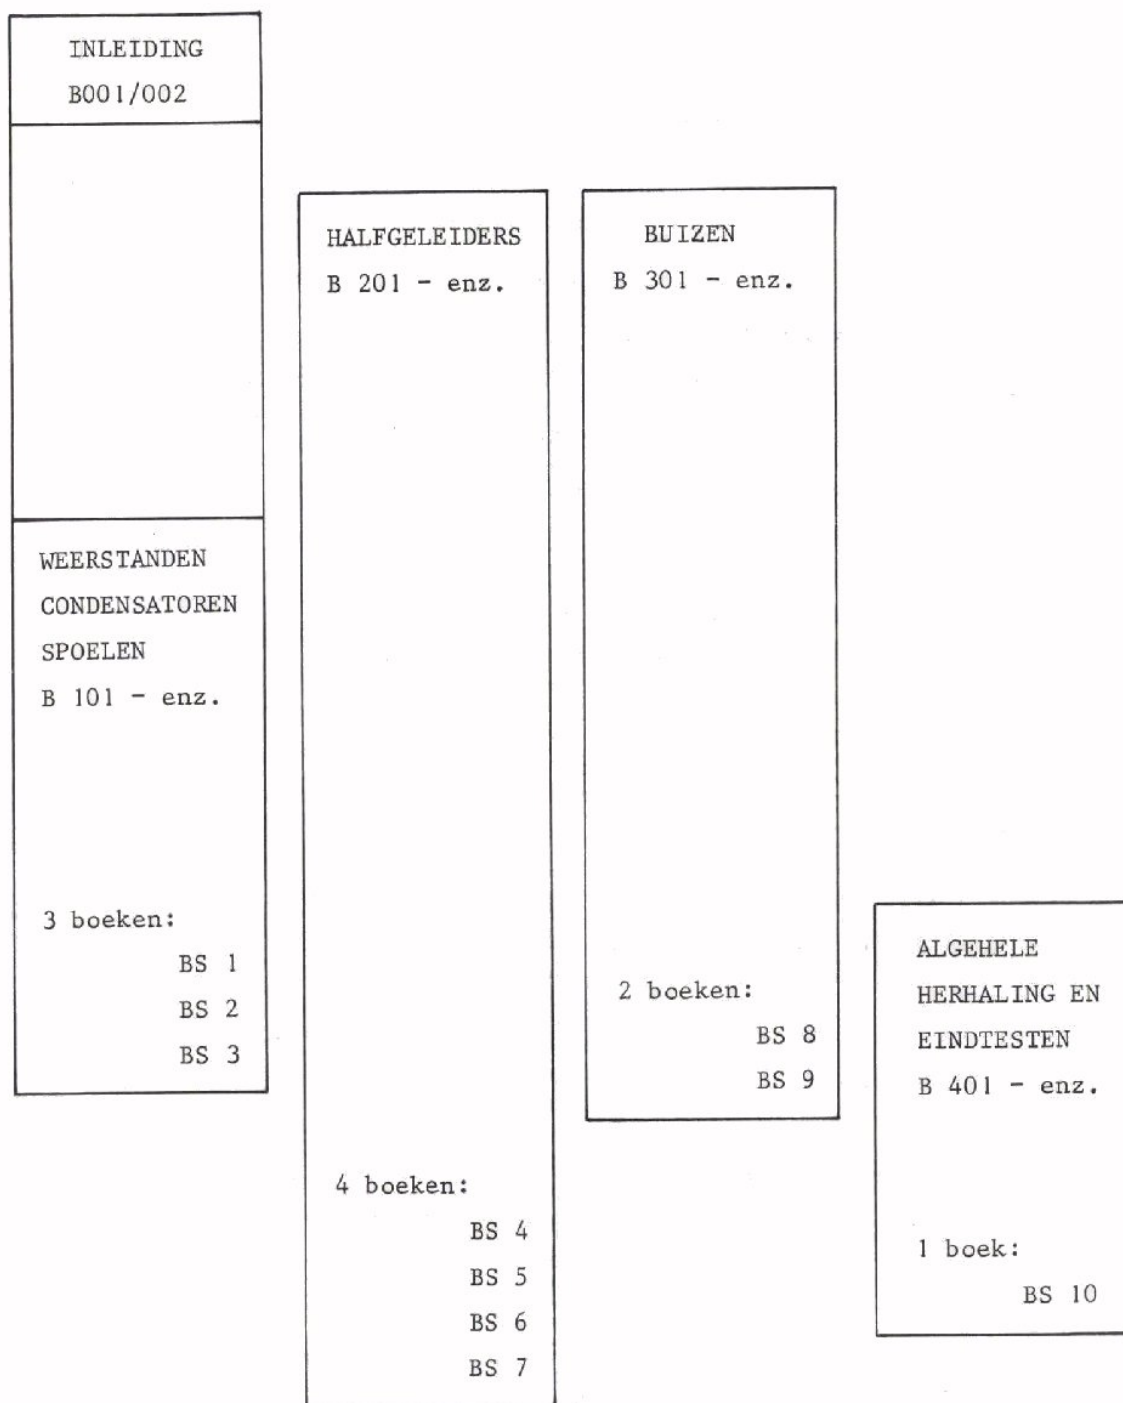 INLEIDING
B001/002
WEERSTANDEN
CONDENSATOREN
SPOELEN
B 101 - enz.
3 boeken:
BS 1
BS 2
BS 3
HALFGELEIDERS
B 201 - enz.
4 boeken:
BS 4
BS 5
BS 6
BS 7
BUIZEN
B 301 - enz.
2 boeken:
BS 8
BS 9
ALGEHELE
HERHALING EN
EINDTESTEN
B 401 - enz.
1 boek:
BS 10